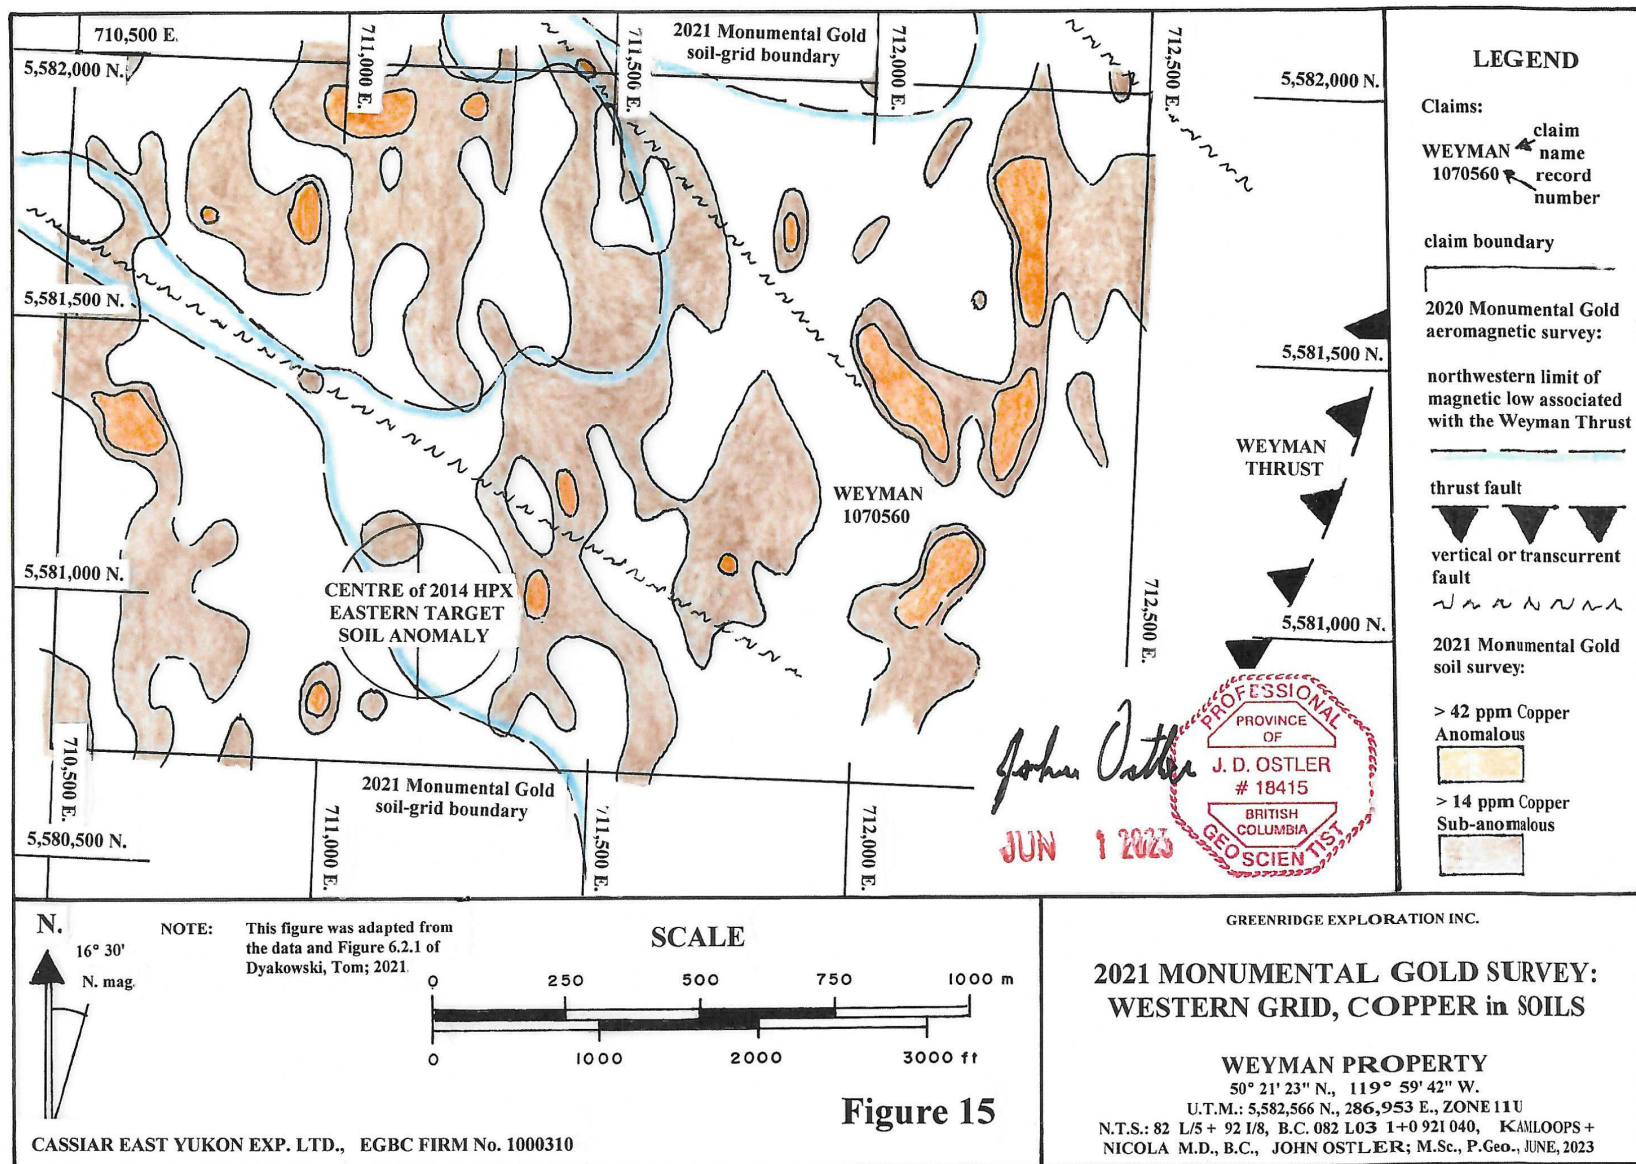 710,500 E.
711,000 E.
711,500 E.
2021 Monumental Gold
soil-grid boundary
712,000 E.
712,500 E.
5,582,000 N.
5,582,000 N.
5,581,500 N.
5,581,500 N.
WEYMAN
THRUST
WEYMAN
1070560
5,581,000 N.
CENTRE of 2014 HPX
EASTERN TARGET
SOIL ANOMALY
712,500 E.
5,581,000 N.
710,500 E.
711,000 E.
2021 Monumental Gold
soil-grid boundary
711,500 E.
712,000 E.
5,580,500 N.
John Ostler
JUN 1 2023
PROFESSIONAL
PROVINCE
OF
J. D. OSTLER
# 18415
BRITISH
COLUMBIA
GEOSCIENTIST
LEGEND
Claims:
claim
WEYMAN name
1070560 record
number
claim boundary
2020 Monumental Gold
aeromagnetic survey:
northwestern limit of
magnetic low associated
with the Weyman Thrust
thrust fault
vertical or transcurrent
fault
2021 Monumental Gold
soil survey:
> 42 ppm Copper
Anomalous
> 14 ppm Copper
Sub-anomalous
N.
16° 30'
N. mag.
NOTE: This figure was adapted from
the data and Figure 6.2.1 of
Dyakowski, Tom; 2021.
SCALE
0 250 500 750 1000 m
0 1000 2000 3000 ft
Figure 15
CASSIAR EAST YUKON EXP. LTD., EGBC FIRM No. 1000310
GREENRIDGE EXPLORATION INC.
2021 MONUMENTAL GOLD SURVEY:
WESTERN GRID, COPPER in SOILS
WEYMAN PROPERTY
50° 21' 23" N., 119° 59' 42" W.
U.T.M.: 5,582,566 N., 286,953 E., ZONE 11U
N.T.S.: 82 L/5 + 92 I/8, B.C. 082 L03 1+0 921 040, KAMLOOPS +
NICOLA M.D., B.C., JOHN OSTLER; M.Sc., P.Geo., JUNE, 2023